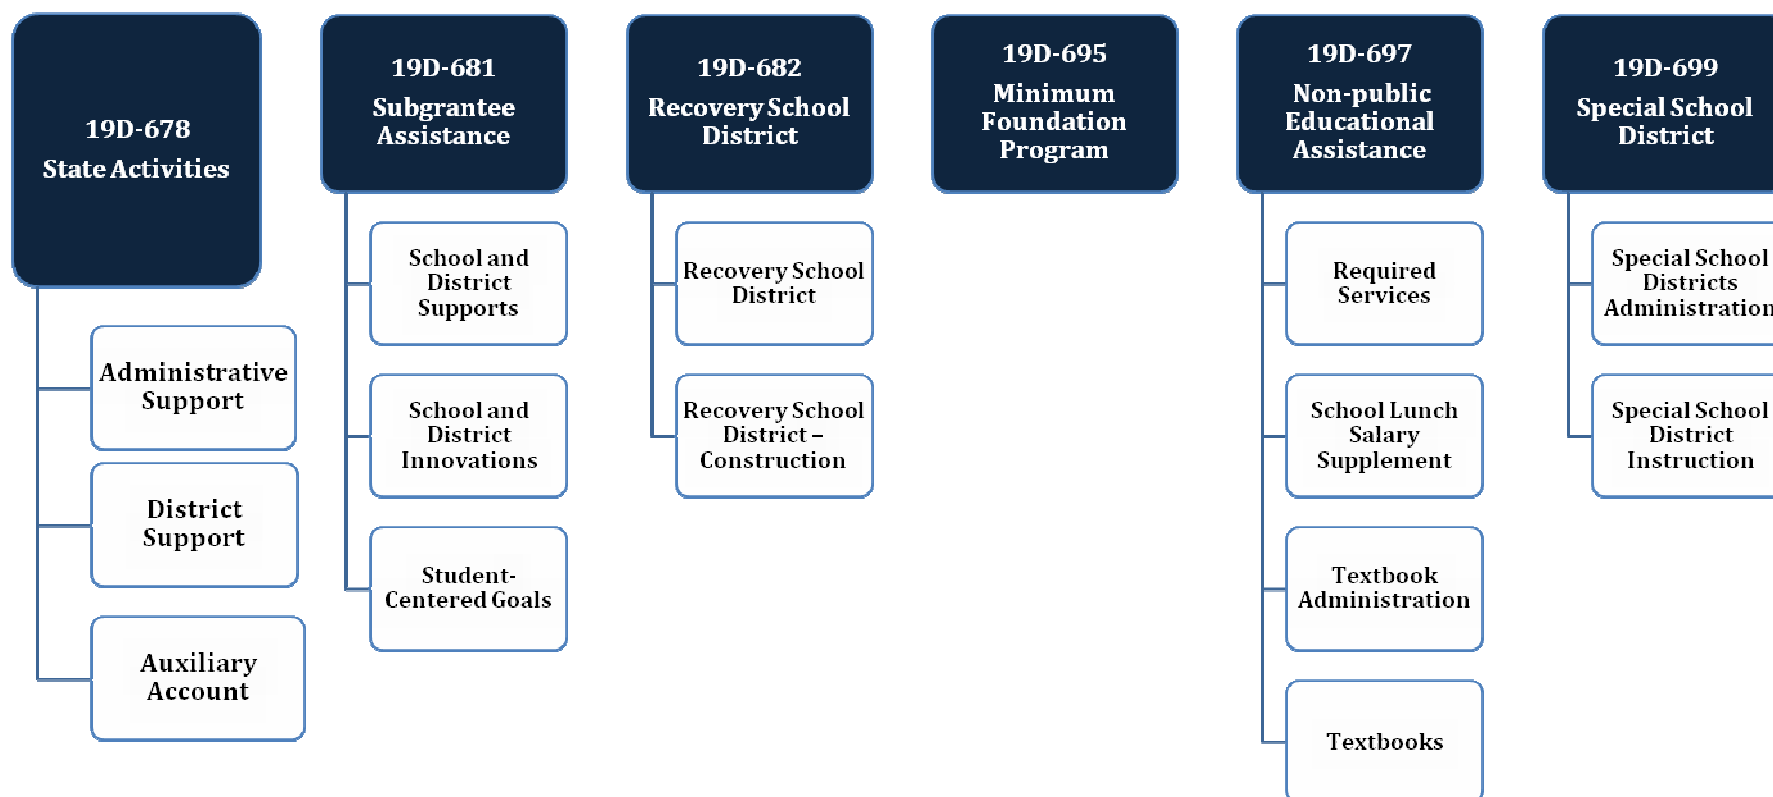 19D-678
State Activities
Administrative
Support
District
Support
Auxiliary
Account
19D-681
Subgrantee
Assistance
School and
District
Supports
School and
District
Innovations
Student-
Centered Goals
19D-682
Recovery School
District
Recovery School
District
Recovery School
District –
Construction
19D-695
Minimum
Foundation
Program
19D-697
Non-public
Educational
Assistance
Required
Services
School Lunch
Salary
Supplement
Textbook
Administration
Textbooks
19D-699
Special School
District
Special School
Districts
Administration
Special School
District
Instruction